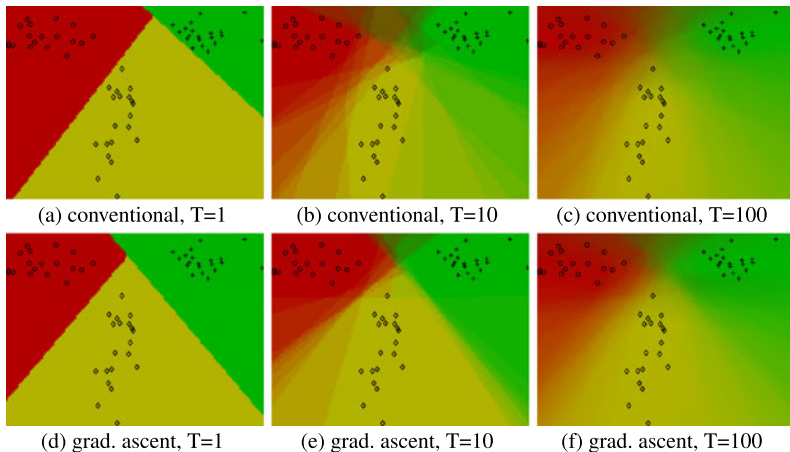 (a) conventional, T=1
(b) conventional, T=10
(c) conventional, T=100
(d) grad. ascent, T=1
(e) grad. ascent, T=10
(f) grad. ascent, T=100